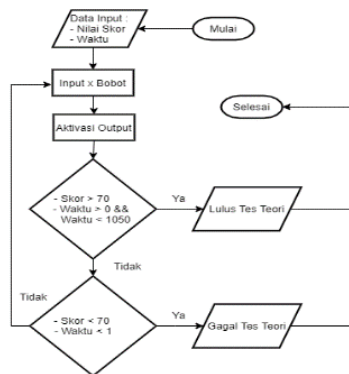 Data Input :
- Nilai Skor
- Waktu
Mulai
Input x Bobot
Selesai
Aktivasi Output
- Skor > 70
- Waktu > 0 &&
Waktu < 1050
Ya
Lulus Tes Teori
Tidak
Tidak
- Skor < 70
- Waktu < 1
Ya
Gagal Tes Teori